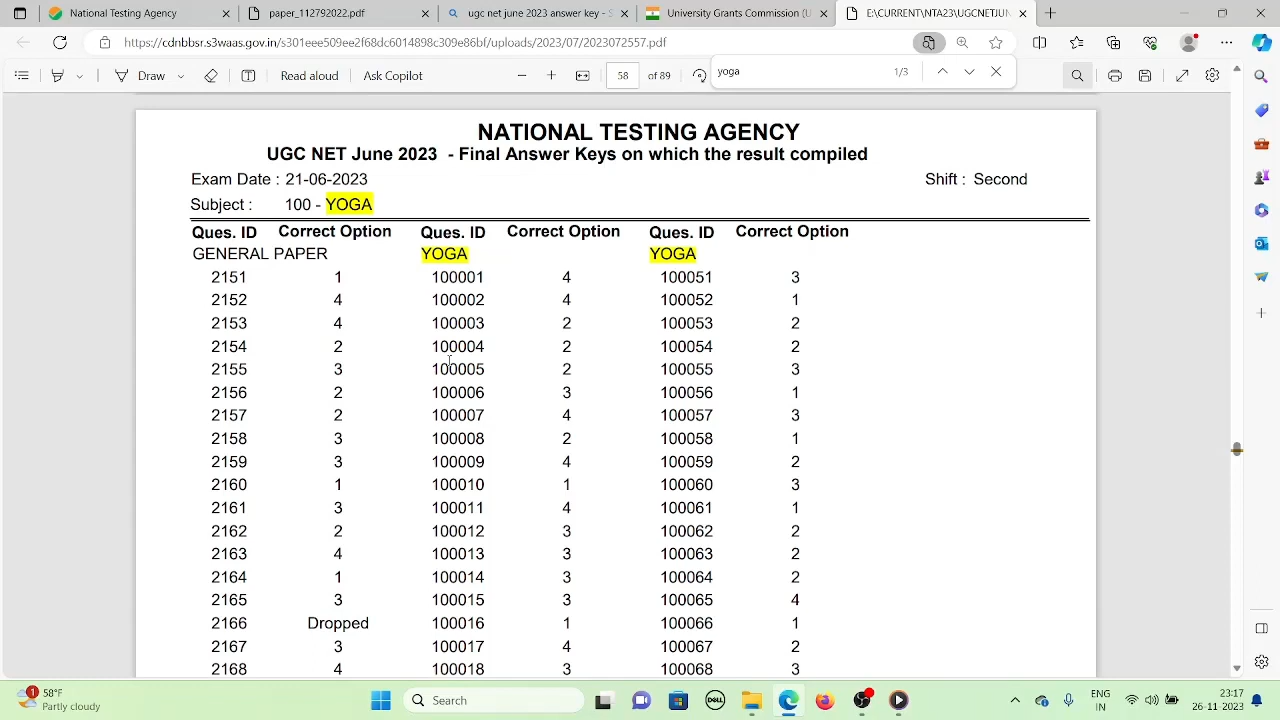 National Testing Agency
paper_112792022.pdf
ugc net june 2023 answer key - S
University Grants Commission (U
E:\CURRENT\NTA23\UGCNETJUN
https://cdnbbsr.s3waas.gov.in/s301eee509ee2f68dc6014898c309e86bf/uploads/2023/07/2023072557.pdf
Draw
Read aloud
Ask Copilot
58 of 89
yoga 1/3
NATIONAL TESTING AGENCY
UGC NET June 2023 - Final Answer Keys on which the result compiled
Exam Date : 21-06-2023 Shift : Second
Subject : 100 - YOGA
Ques. ID Correct Option Ques. ID Correct Option Ques. ID Correct Option
GENERAL PAPER YOGA YOGA
2151 1 100001 4 100051 3
2152 4 100002 4 100052 1
2153 4 100003 2 100053 2
2154 2 100004 2 100054 2
2155 3 100005 2 100055 3
2156 2 100006 3 100056 1
2157 2 100007 4 100057 3
2158 3 100008 2 100058 1
2159 3 100009 4 100059 2
2160 1 100010 1 100060 3
2161 3 100011 4 100061 1
2162 2 100012 3 100062 2
2163 4 100013 3 100063 2
2164 1 100014 3 100064 2
2165 3 100015 3 100065 4
2166 Dropped 100016 1 100066 1
2167 3 100017 4 100067 2
2168 4 100018 3 100068 3
1
58°F
Partly cloudy
Search
DELL
ENG
IN
23:17
26-11-2023